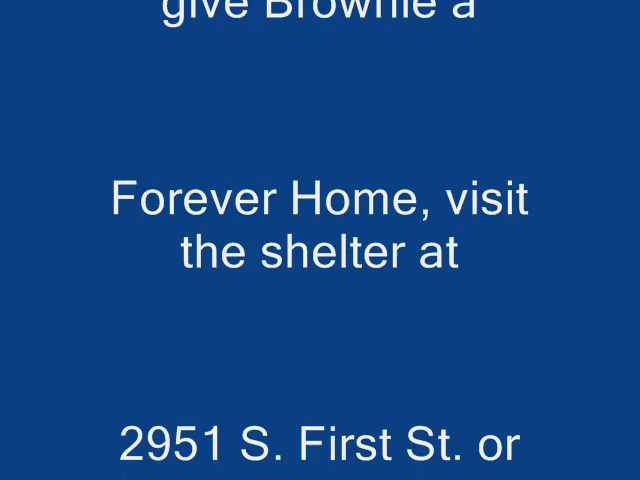 give Brownie a
Forever Home, visit
the shelter at
2951 S. First St. or